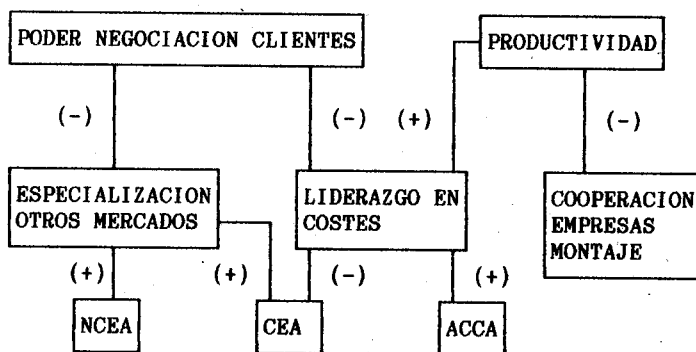 PODER NEGOCIACION CLIENTES
PRODUCTIVIDAD
(-)
(-)
(+)
(-)
ESPECIALIZACION
OTROS MERCADOS
LIDERAZGO EN
COSTES
COOPERACION
EMPRESAS
MONTAJE
(+)
(+)
(-)
(+)
NCEA
CEA
ACCA